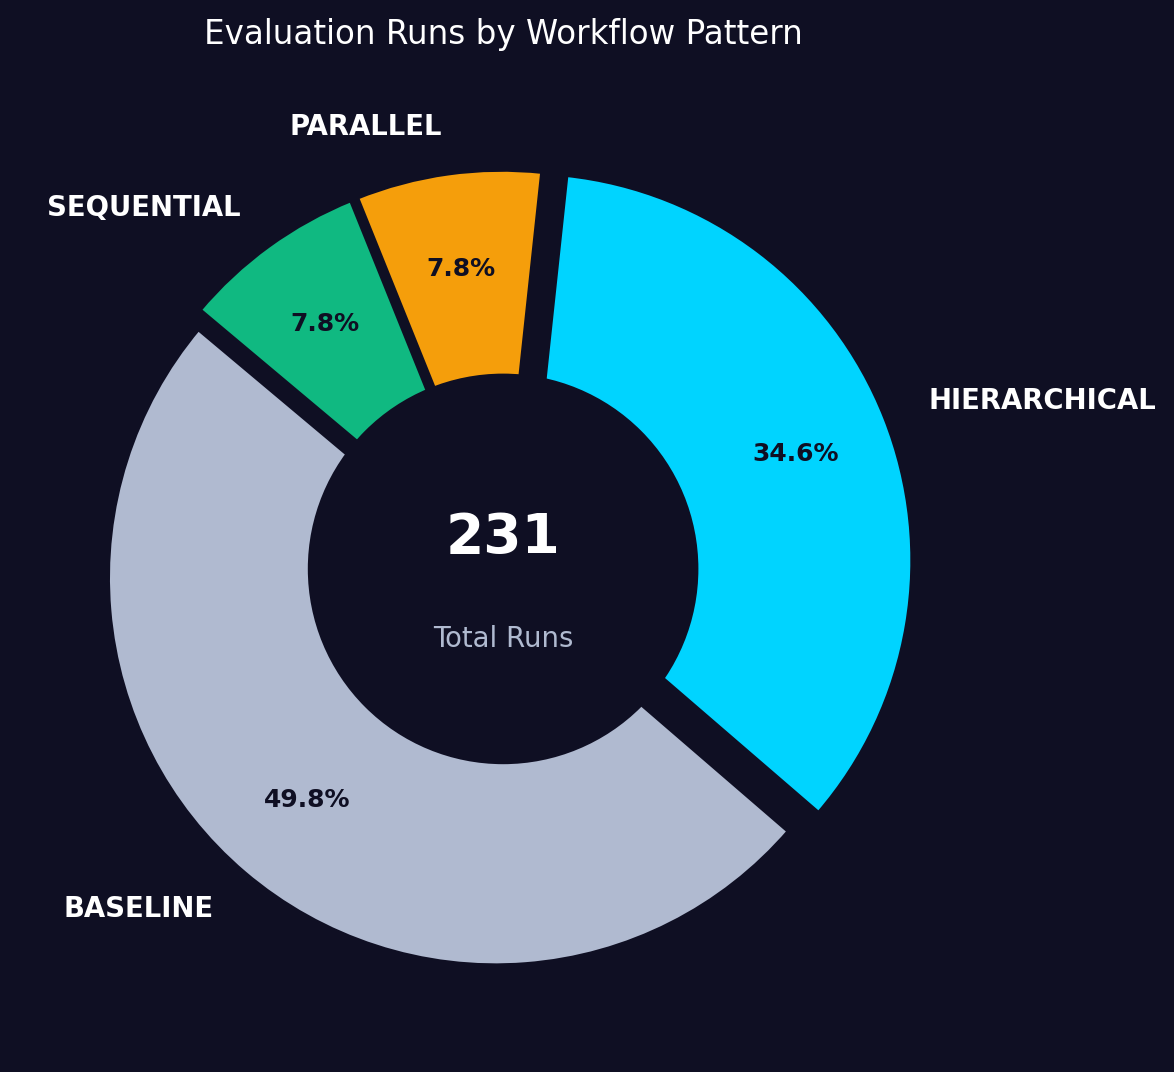 Evaluation Runs by Workflow Pattern
PARALLEL
SEQUENTIAL
7.8%
7.8%
HIERARCHICAL
34.6%
231
Total Runs
49.8%
BASELINE